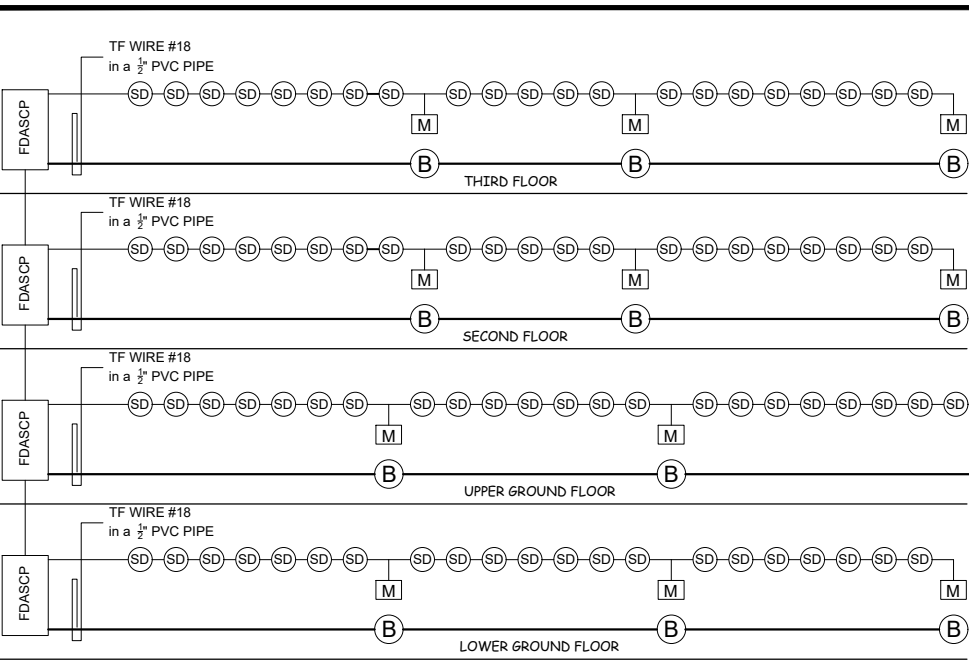 TF WIRE #18
in a ½" PVC PIPE
SD SD SD SD SD SD SD SD SD SD SD SD SD SD SD SD SD SD SD SD SD
FDASCP
M M M
B B B
THIRD FLOOR
TF WIRE #18
in a ½" PVC PIPE
SD SD SD SD SD SD SD SD SD SD SD SD SD SD SD SD SD SD SD SD SD
FDASCP
M M M
B B B
SECOND FLOOR
TF WIRE #18
in a ½" PVC PIPE
SD SD SD SD SD SD SD SD SD SD SD SD SD SD SD SD SD SD SD SD SD SD
FDASCP
M M
B B
UPPER GROUND FLOOR
TF WIRE #18
in a ½" PVC PIPE
SD SD SD SD SD SD SD SD SD SD SD SD SD SD SD SD SD SD SD SD SD
FDASCP
M M M
B B B
LOWER GROUND FLOOR